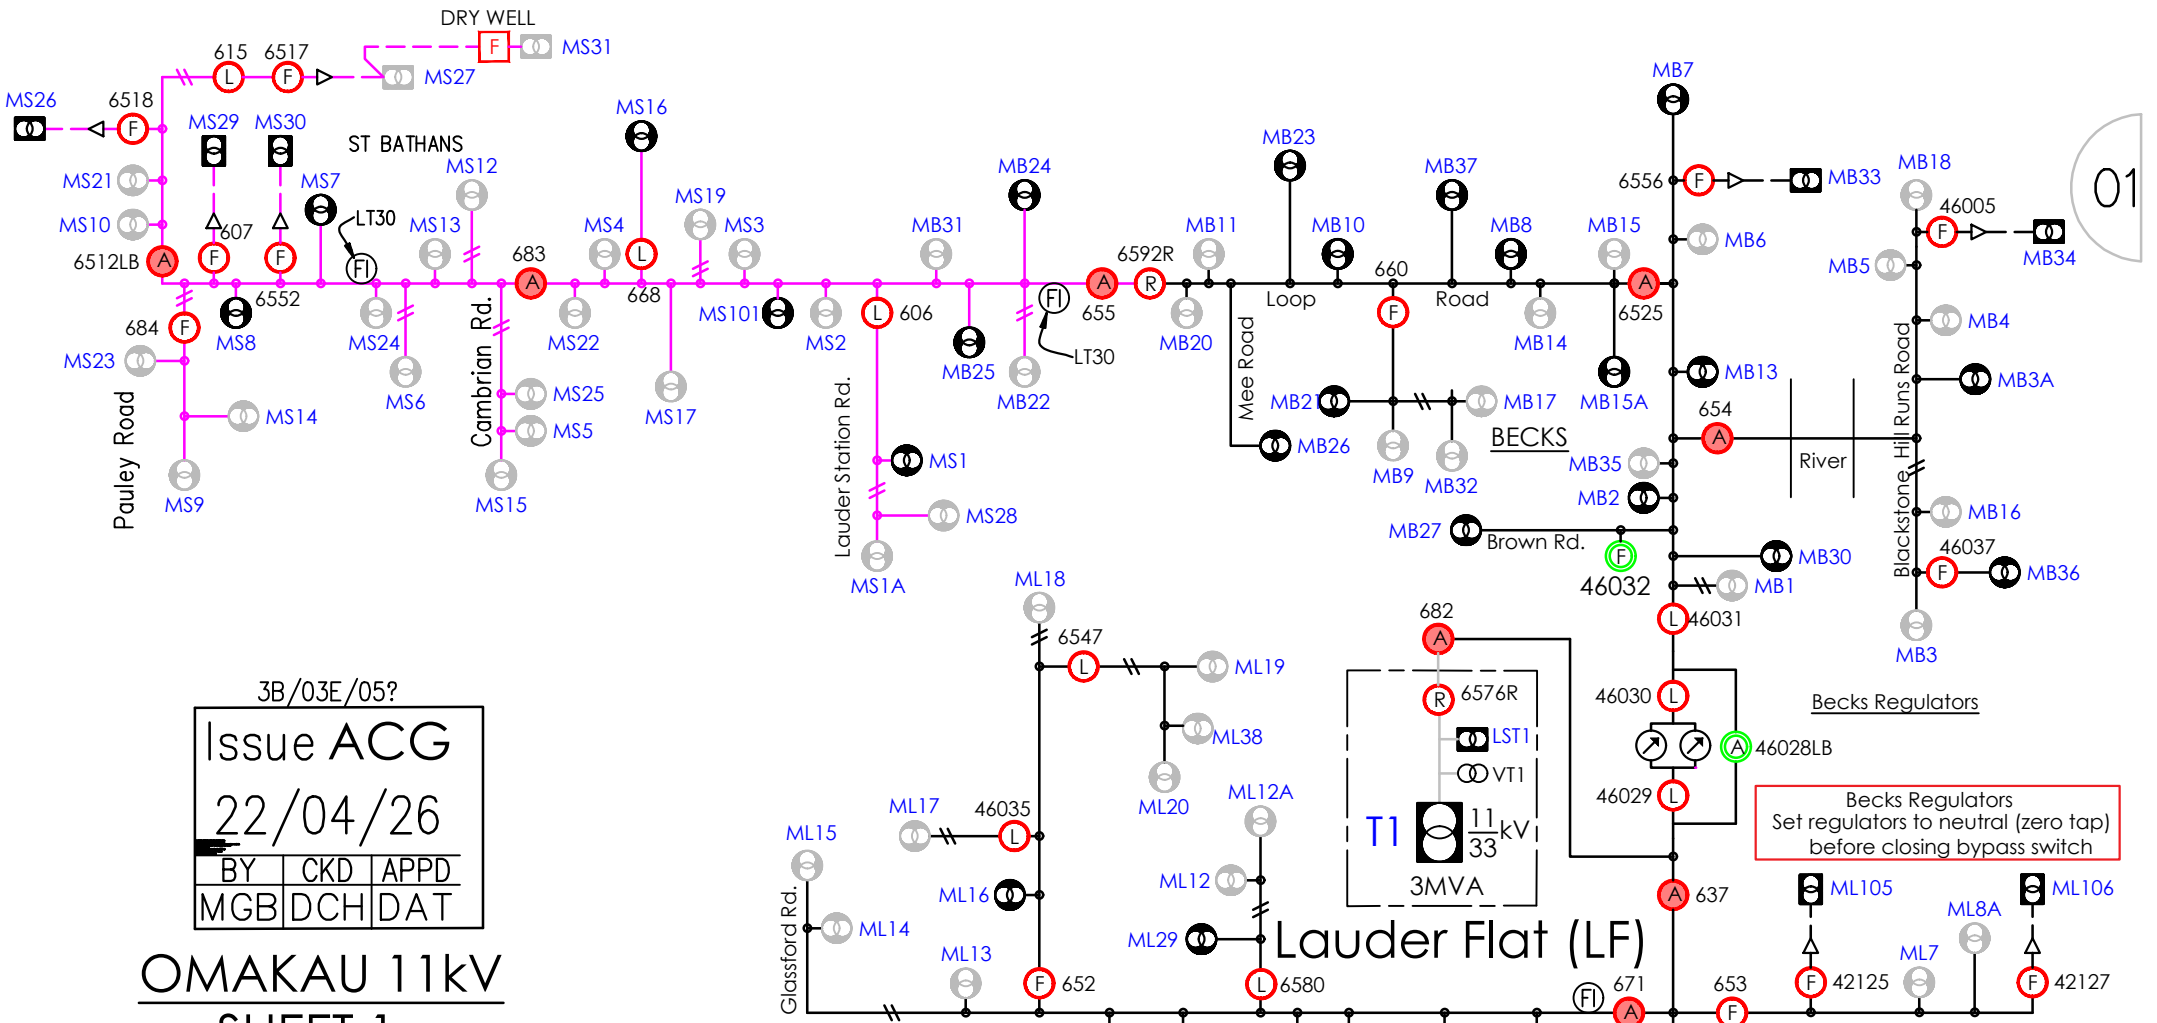 DRY WELL
615
6517
F
MS31
L
F
MS27
MS26
6518
F
MS29
MS30
ST BATHANS
MS7
MS12
MS16
MS21
MS10
607
LT30
MS13
MS4
MS19
MS3
MB31
MB24
6512LB
A
F
F
FI
683
A
L
668
MS101
6552
MS8
684
F
MS24
MS6
MS23
MS14
Pauley Road
MS9
Cambrian Rd.
MS25
MS5
MS15
MS22
MS17
MS2
L
606
MB25
MB22
FI
LT30
A
655
6592R
R
Lauder Station Rd.
MS1
MS28
MS1A
MB11
MB20
MB23
MB10
Loop
660
F
MB37
Road
MB8
MB14
MB15
A
6525
Mee Road
MB26
MB21
MB17
MB9
MB32
BECKS
MB15A
MB7
6556
F
MB33
MB6
MB13
654
A
River
MB35
MB2
MB27
Brown Rd.
F
46032
MB30
MB1
L
46031
MB18
46005
F
MB34
MB5
MB4
MB3A
Blackstone Hill Runs Road
MB16
46037
F
MB36
MB3
01
46030
L
46028LB
A
46029
L
Becks Regulators
Becks Regulators
Set regulators to neutral (zero tap)
before closing bypass switch
682
A
R
6576R
LST1
VT1
T1
11
33
kV
3MVA
A
637
Lauder Flat (LF)
ML18
6547
L
ML19
ML38
ML20
ML17
46035
L
ML16
ML15
ML14
Glassford Rd.
ML13
F
652
ML12A
ML12
ML29
L
6580
FI
671
A
653
F
ML105
F
42125
ML7
ML8A
ML106
F
42127
3B/03E/05?
Issue ACG
22/04/26
BY CKD APPD
MGB DCH DAT
OMAKAU 11kV
SHEET 1